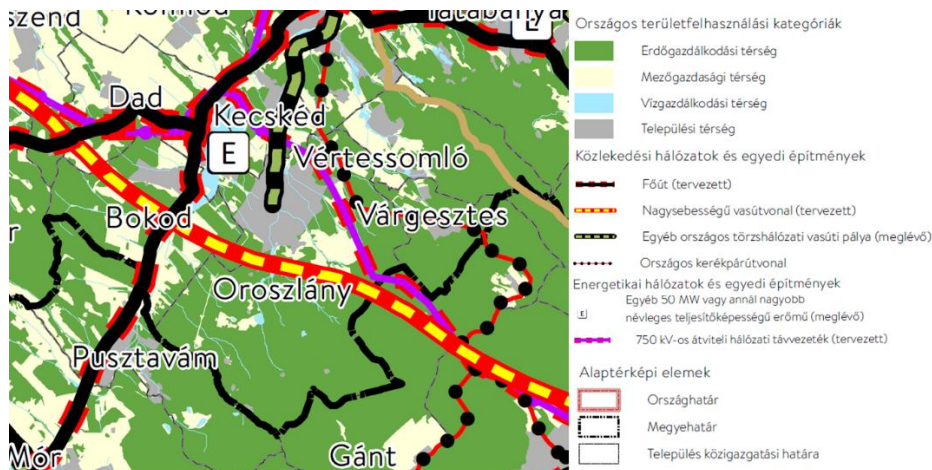 szend
Környe
Tatabánya
E
Dad
Kecskéd
E
Vértessomló
Várgesztes
Bokod
r
Oroszlány
Pusztavám
Mór
Gánt
Országos területfelhasználási kategóriák
Erdőgazdálkodási térség
Mezőgazdasági térség
Vízgazdálkodási térség
Települési térség
Közlekedési hálózatok és egyedi építmények
Főút (tervezett)
Nagysebességű vasútvonal (tervezett)
Egyéb országos törzshálózati vasúti pálya (meglévő)
Országos kerékpárútvonal
Energetikai hálózatok és egyedi építmények
Egyéb 50 MW vagy annál nagyobb
E
névleges teljesítőképességű erőmű (meglévő)
750 kV-os átviteli hálózati távvezeték (tervezett)
Alaptérképi elemek
Országhatár
Megyehatár
Település közigazgatási határa